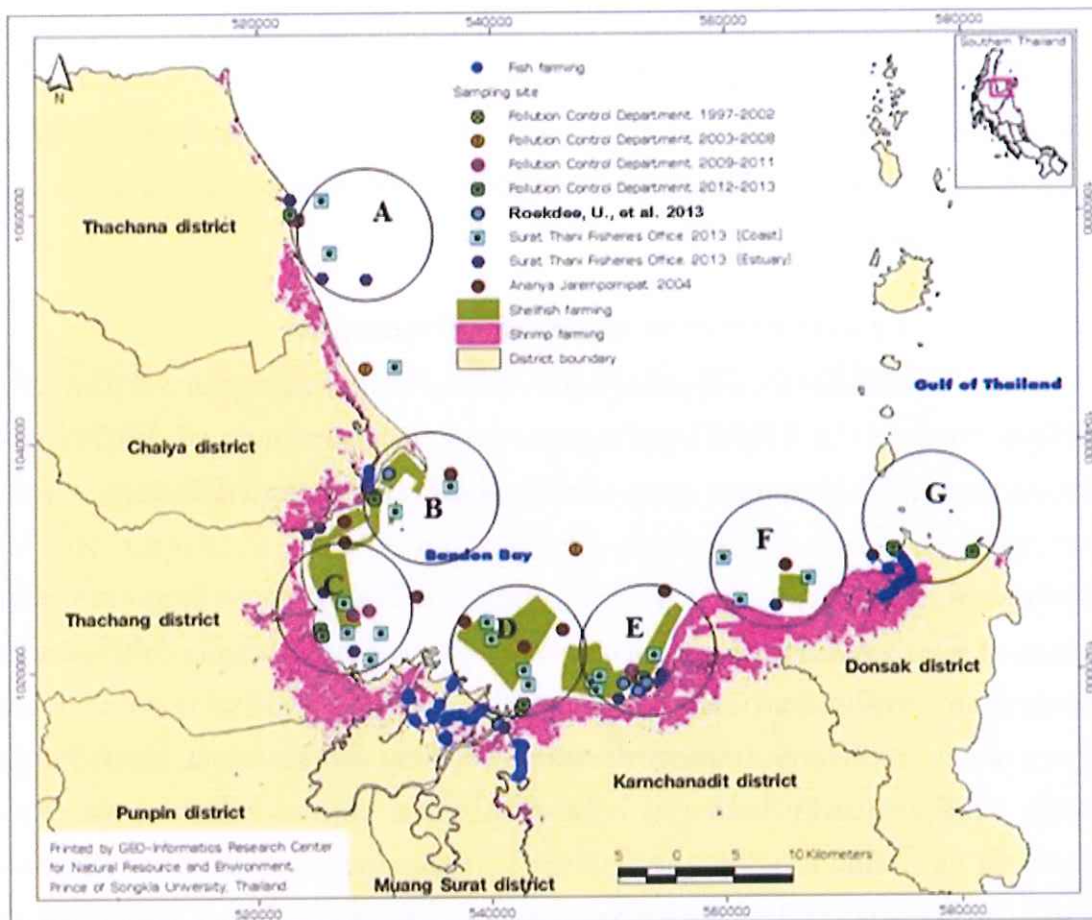 520000 540000 560000 580000
Southern Thailand
N
Fish farming
Sampling site
Pollution Control Department, 1997-2002
Pollution Control Department, 2003-2008
Pollution Control Department, 2009-2011
Pollution Control Department, 2012-2013
Roekdee, U., et al. 2013
Surat Thani Fisheries Office 2013 (Coast)
Surat Thani Fisheries Office 2013 (Estuary)
Ananya Jarernpornipat, 2004
Shellfish farming
Shrimp farming
District boundary
A
Thachana district
1060000
Gulf of Thailand
Chaiya district
1040000
B
G
Bandon Bay
F
C
Thachang district
D
E
1020000
Donsak district
Karnchanadit district
Punpin district
Printed by GEO-Informatics Research Center
for Natural Resource and Environment,
Prince of Songkla University, Thailand.
5 0 5 10 Kilometers
Muang Surat district
520000 540000 560000 580000